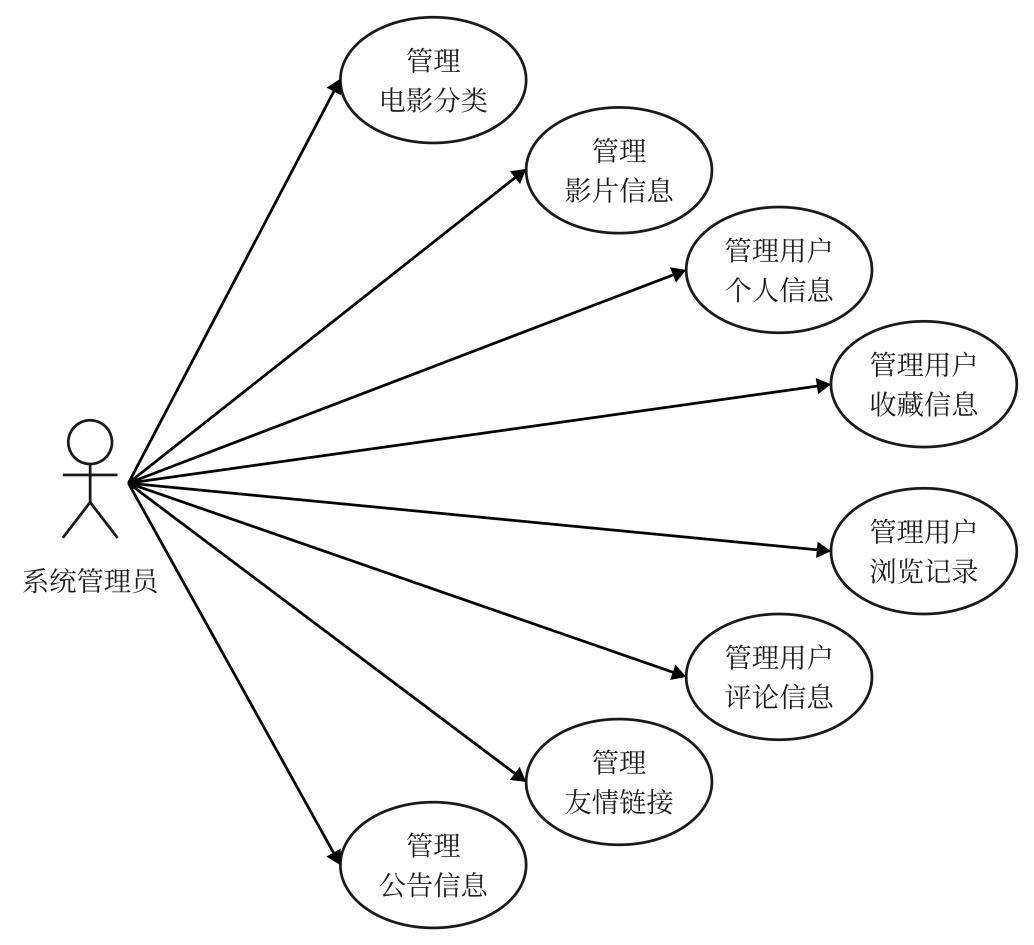 管理
电影分类
管理
影片信息
管理用户
个人信息
管理用户
收藏信息
系统管理员
管理用户
浏览记录
管理用户
评论信息
管理
友情链接
管理
公告信息